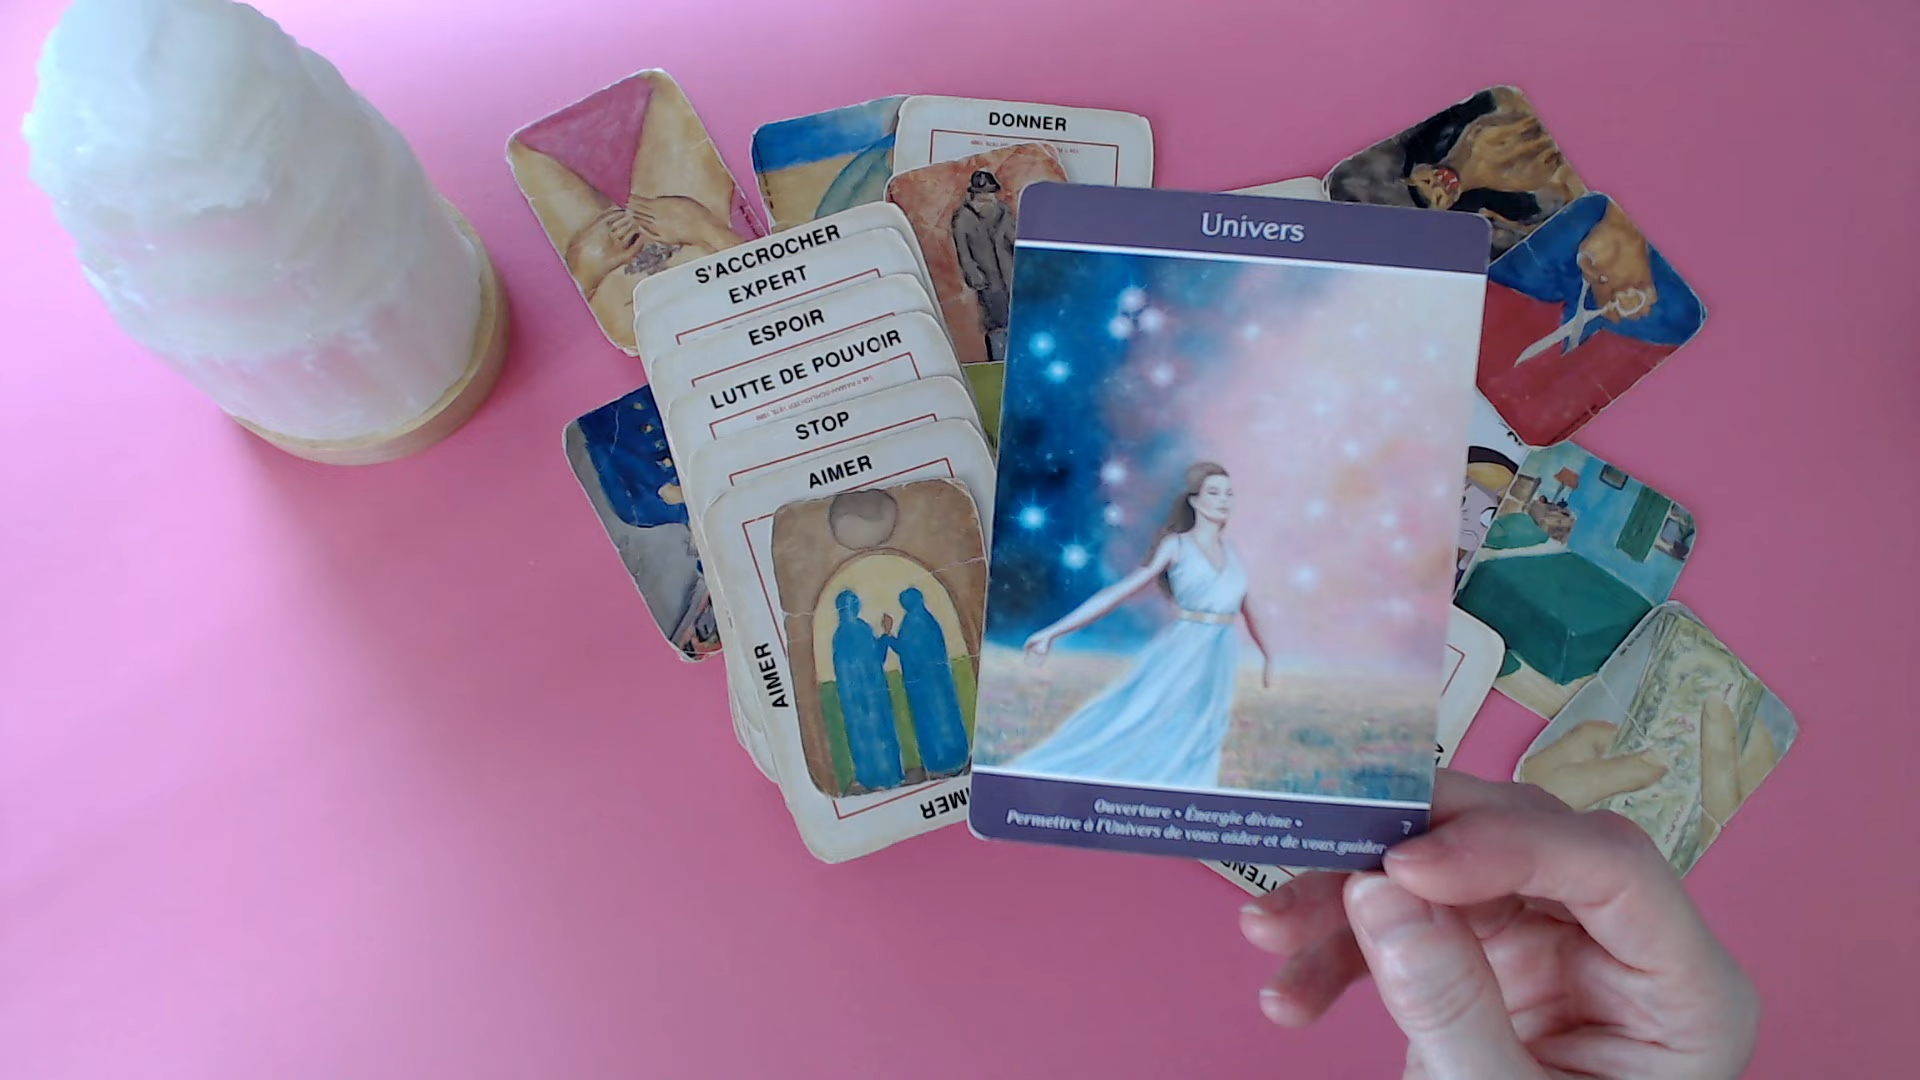 DONNER
S'ACCROCHER
EXPERT
ESPOIR
LUTTE DE POUVOIR
STOP
AIMER
AIMER
AIMER
Univers
Ouverture • Énergie divine •
Permettre à l'Univers de vous aider et de vous guider
7